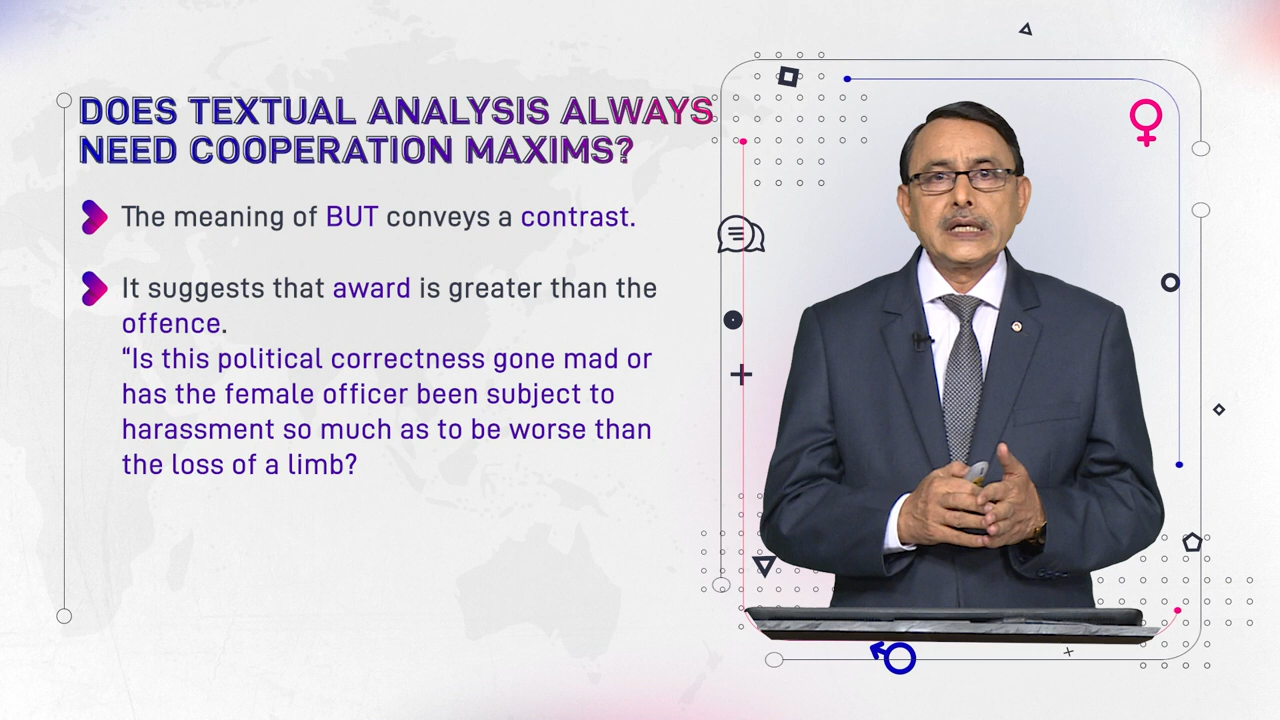 DOES TEXTUAL ANALYSIS ALWAYS
NEED COOPERATION MAXIMS?
The meaning of BUT conveys a contrast.
It suggests that award is greater than the
offence.
“Is this political correctness gone mad or
has the female officer been subject to
harassment so much as to be worse than
the loss of a limb?